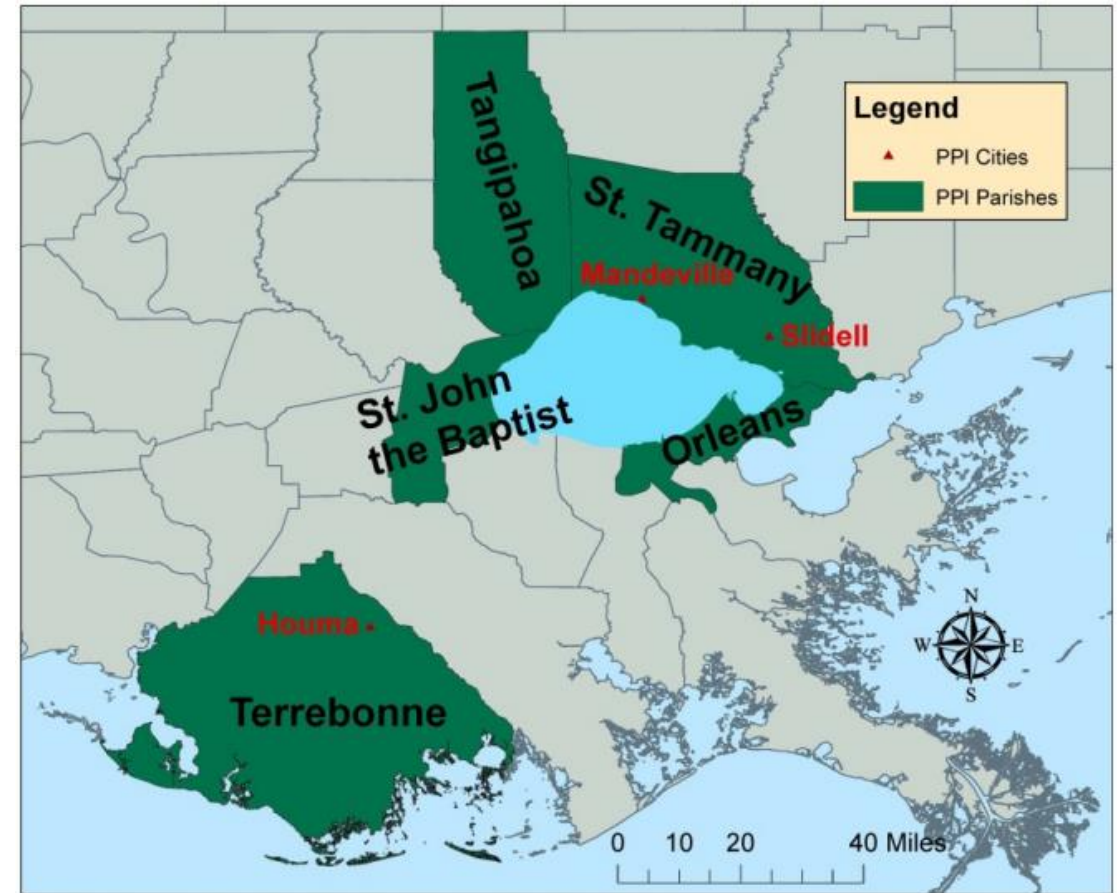 Legend
PPI Cities
PPI Parishes
Tangipahoa
St. Tammany
Mandeville
Slidell
St. John
the Baptist
Orleans
Houma
Terrebonne
N
W E
S
0 10 20 40 Miles